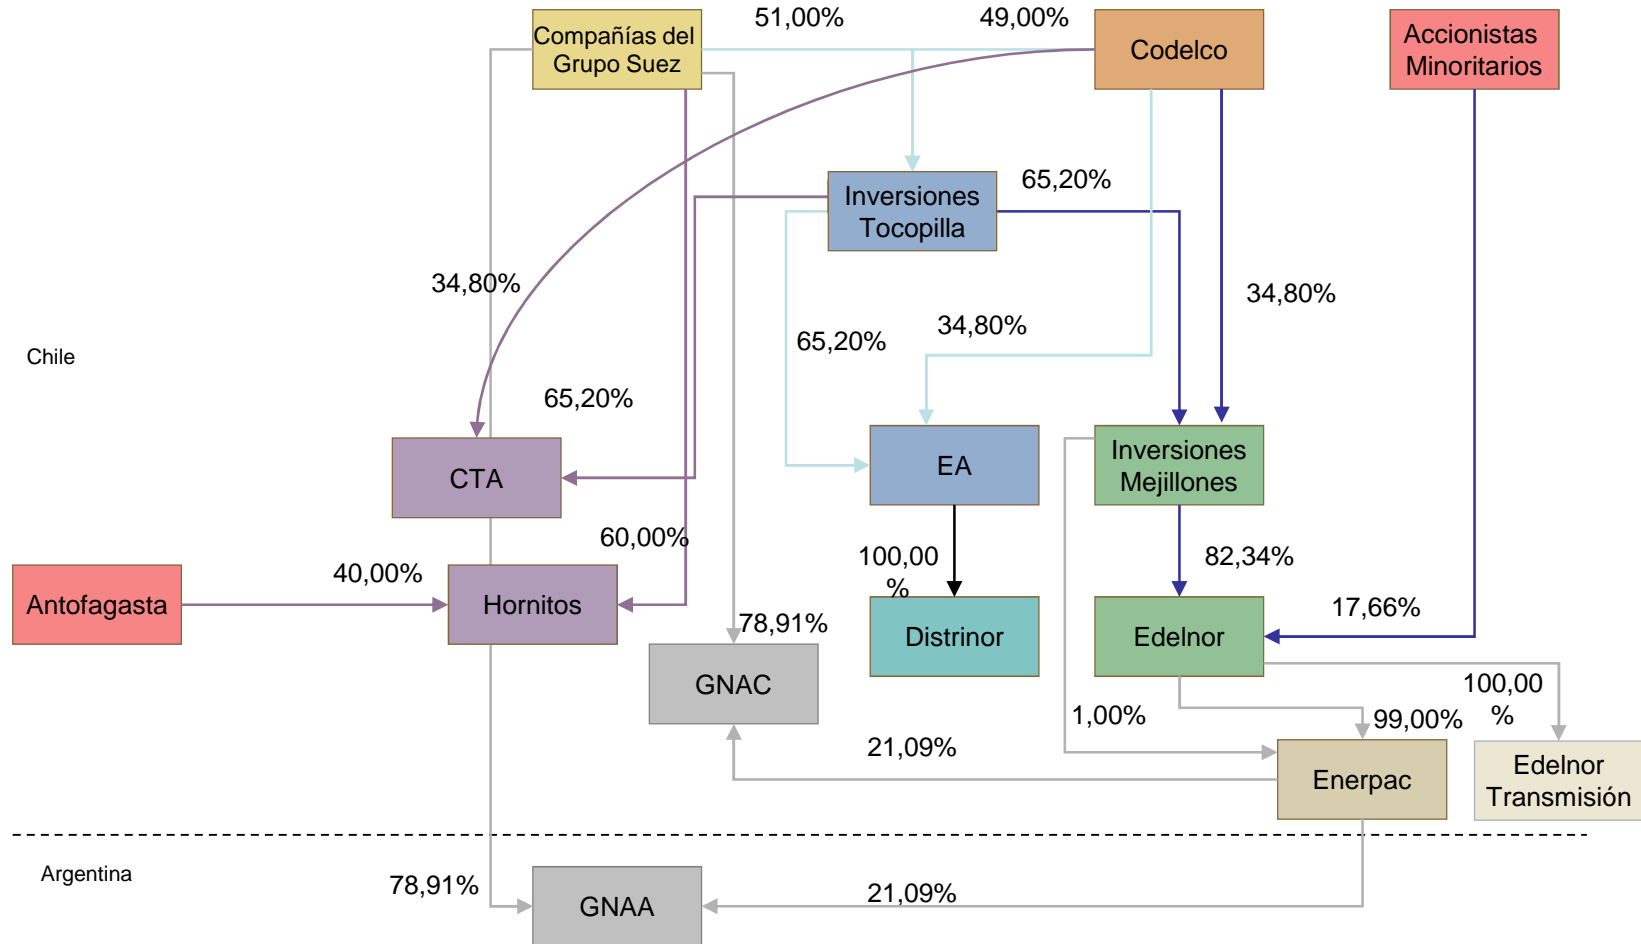 51,00%
49,00%
Compañías del
Grupo Suez
Codelco
Accionistas
Minoritarios
65,20%
Inversiones
Tocopilla
34,80%
34,80%
34,80%
65,20%
Chile
65,20%
CTA
EA
Inversiones
Mejillones
60,00%
100,00
%
82,34%
40,00%
Antofagasta
Hornitos
17,66%
78,91%
Distrinor
Edelnor
GNAC
100,00
%
1,00%
99,00%
21,09%
Enerpac
Edelnor
Transmisión
Argentina
78,91%
GNAA
21,09%